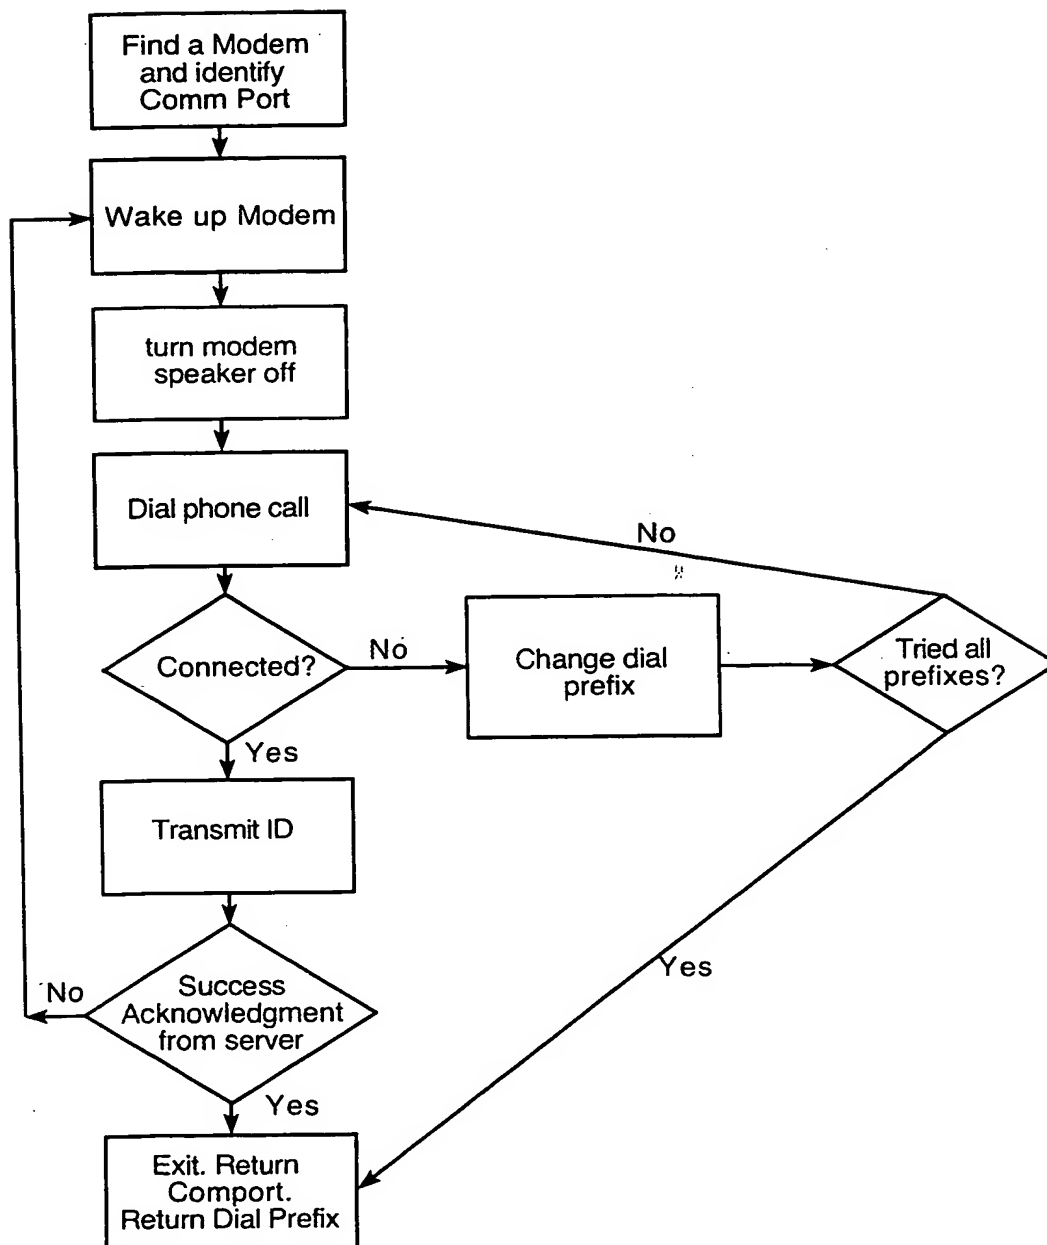 Find a Modem
and identify
Comm Port
Wake up Modem
turn modem
speaker off
Dial phone call
No
Connected?
No
Change dial
prefix
Tried all
prefixes?
Yes
Transmit ID
Yes
No
Success
Acknowledgment
from server
Yes
Exit. Return
Comport.
Return Dial Prefix